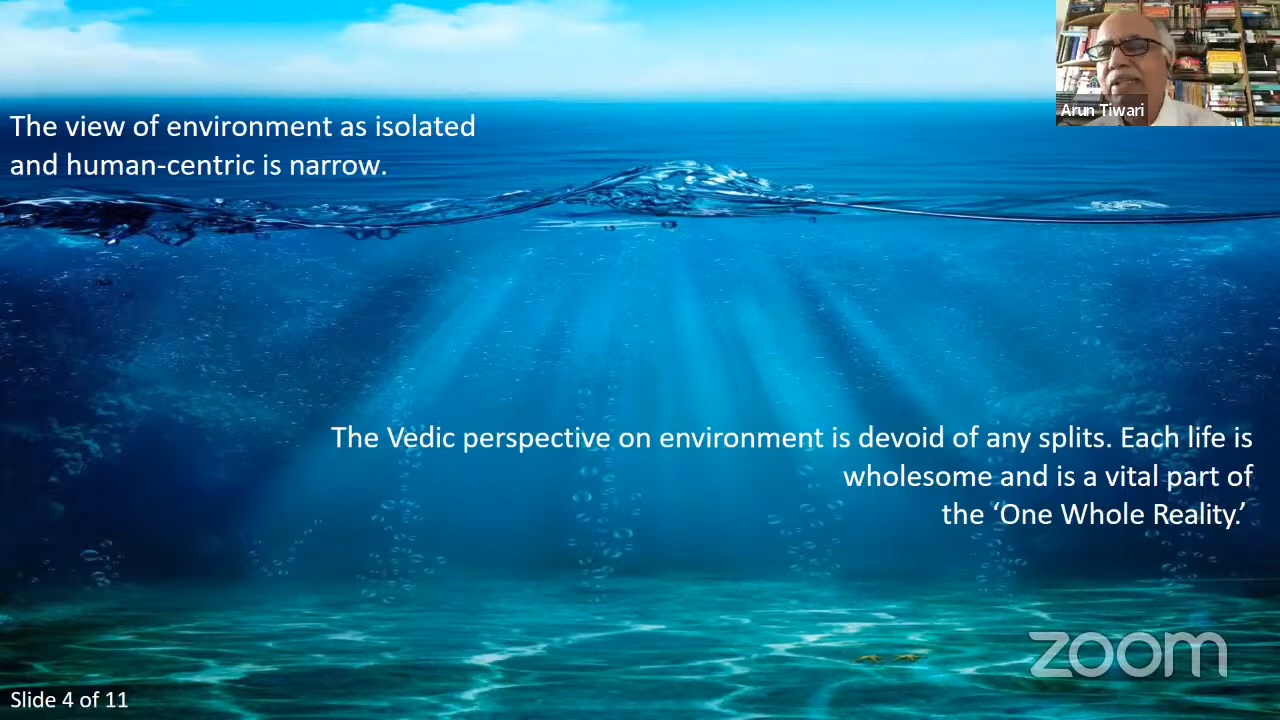 Arun Tiwari
The view of environment as isolated
and human-centric is narrow.
The Vedic perspective on environment is devoid of any splits. Each life is
wholesome and is a vital part of
the ‘One Whole Reality.’
zoom
Slide 4 of 11